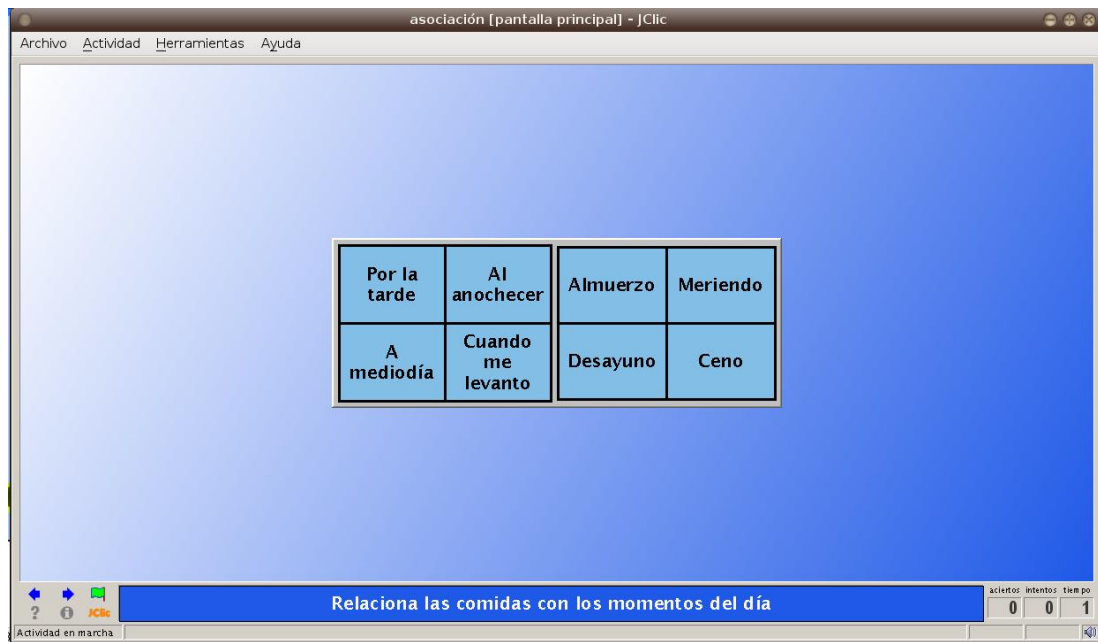 asociación [pantalla principal] - JClic
Archivo Actividad Herramientas Ayuda
Por la
tarde
Al
anochecer
Almuerzo
Meriendo
A
mediodía
Cuando
me
levanto
Desayuno
Ceno
Relaciona las comidas con los momentos del día
aciertos intentos tiempo
0 0 1
? i JClic
Actividad en marcha